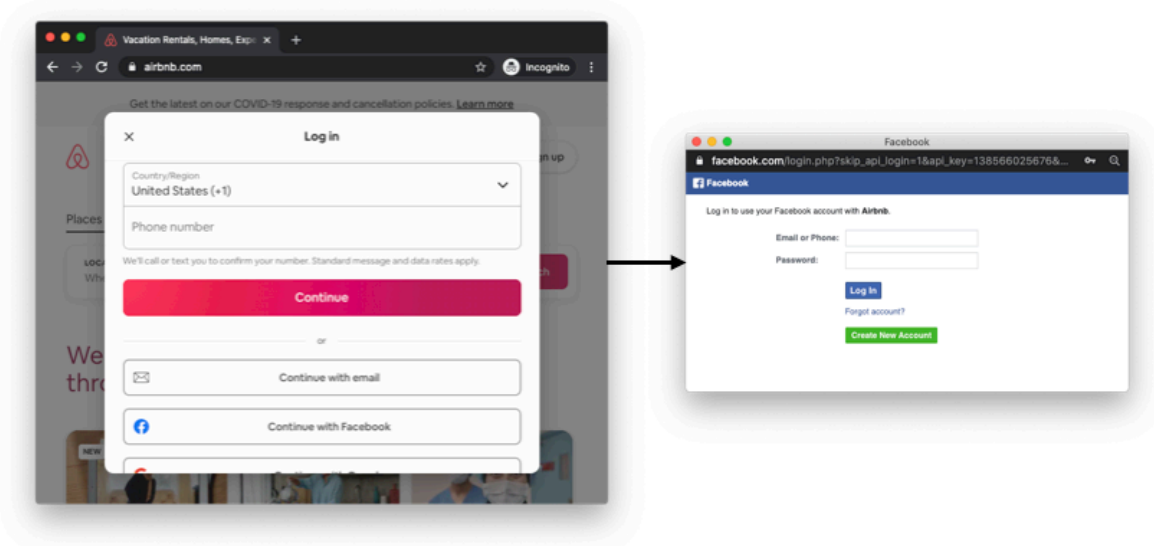 Vacation Rentals, Homes, Exp
airbnb.com
Incognito
Get the latest on our COVID-19 response and cancellation policies. Learn more
Log in
Country/Region
United States (+1)
Places
Phone number
We'll call or text you to confirm your number. Standard message and data rates apply.
Continue
or
We
Continue with email
Continue with Facebook
NEW
Facebook
facebook.com/login.php?skip_api_login=1&api_key=138566025676&...
Facebook
Log in to use your Facebook account with Airbnb.
Email or Phone:
Password:
Log In
Forgot account?
Create New Account